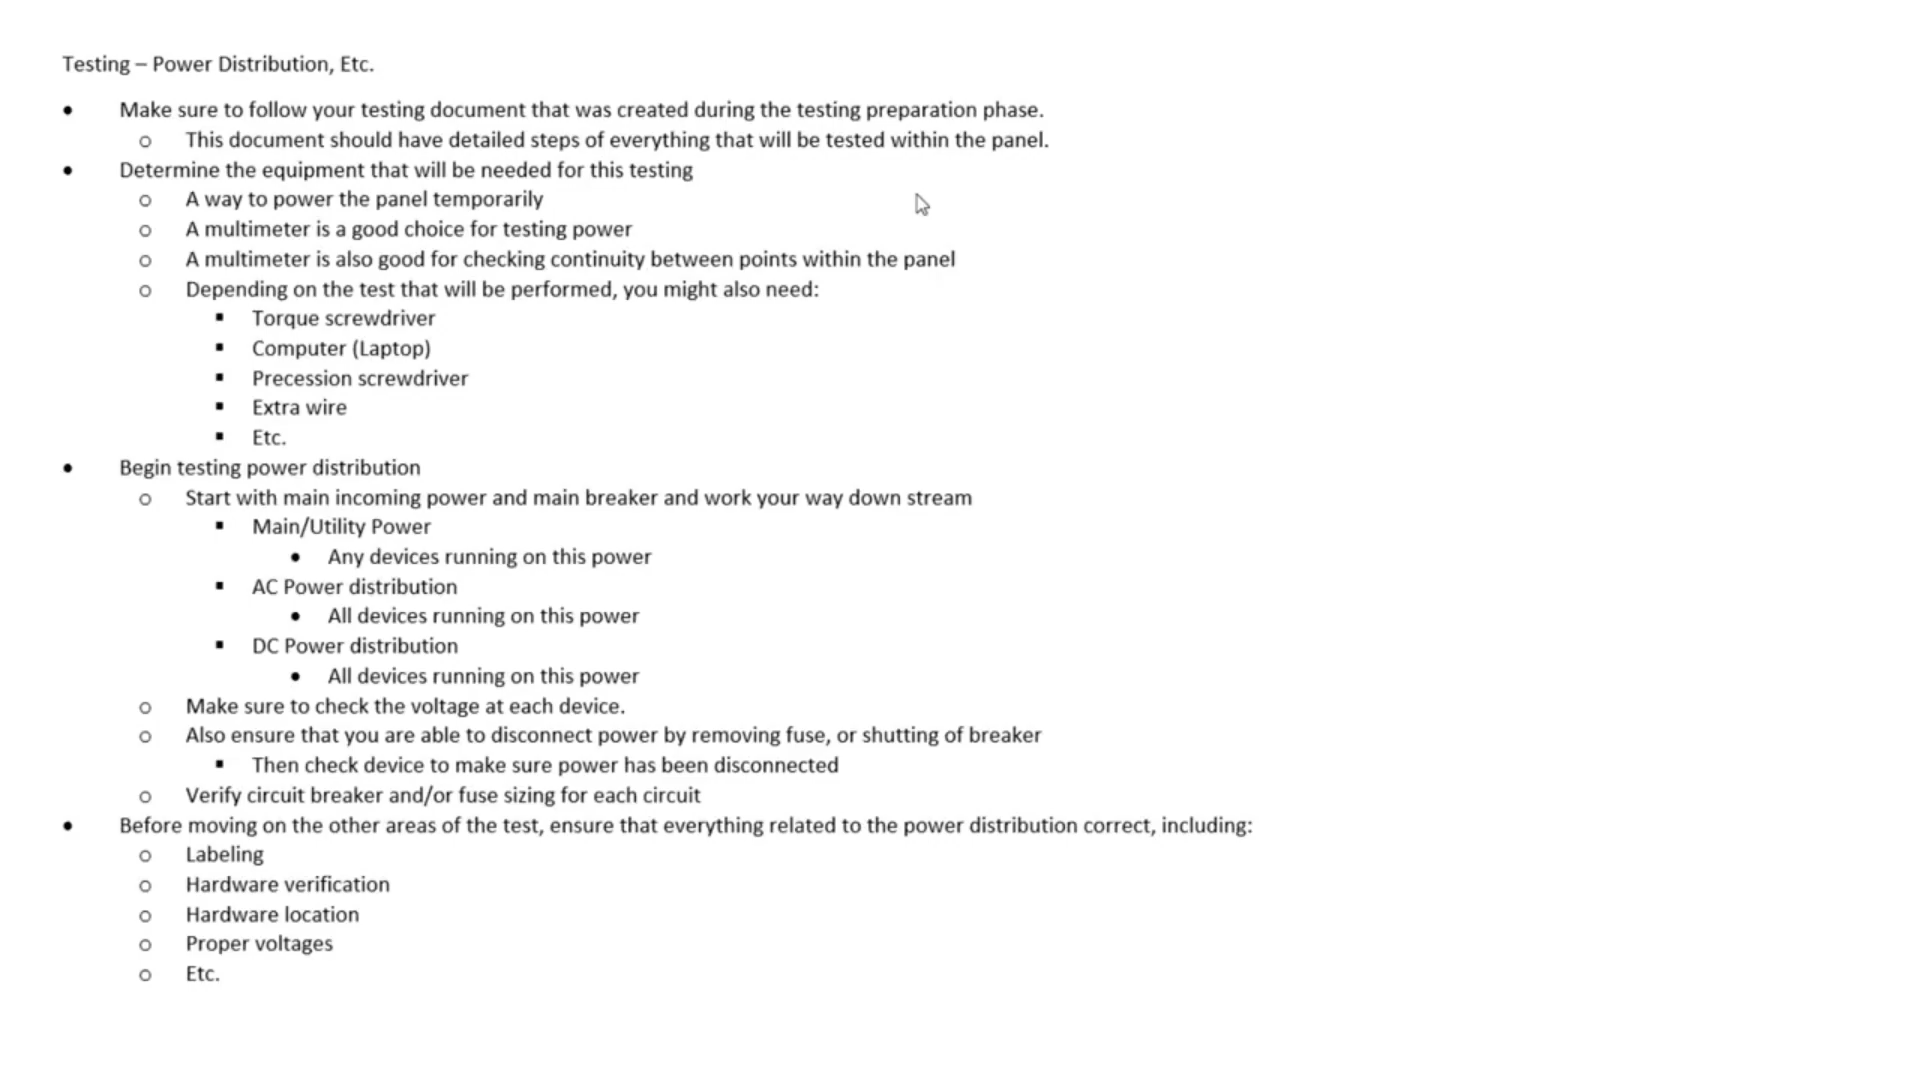 Testing – Power Distribution, Etc.
• Make sure to follow your testing document that was created during the testing preparation phase.
o This document should have detailed steps of everything that will be tested within the panel.
• Determine the equipment that will be needed for this testing
o A way to power the panel temporarily
o A multimeter is a good choice for testing power
o A multimeter is also good for checking continuity between points within the panel
o Depending on the test that will be performed, you might also need:
▪ Torque screwdriver
▪ Computer (Laptop)
▪ Precession screwdriver
▪ Extra wire
▪ Etc.
• Begin testing power distribution
o Start with main incoming power and main breaker and work your way down stream
▪ Main/Utility Power
• Any devices running on this power
▪ AC Power distribution
• All devices running on this power
▪ DC Power distribution
• All devices running on this power
o Make sure to check the voltage at each device.
o Also ensure that you are able to disconnect power by removing fuse, or shutting of breaker
▪ Then check device to make sure power has been disconnected
o Verify circuit breaker and/or fuse sizing for each circuit
• Before moving on the other areas of the test, ensure that everything related to the power distribution correct, including:
o Labeling
o Hardware verification
o Hardware location
o Proper voltages
o Etc.